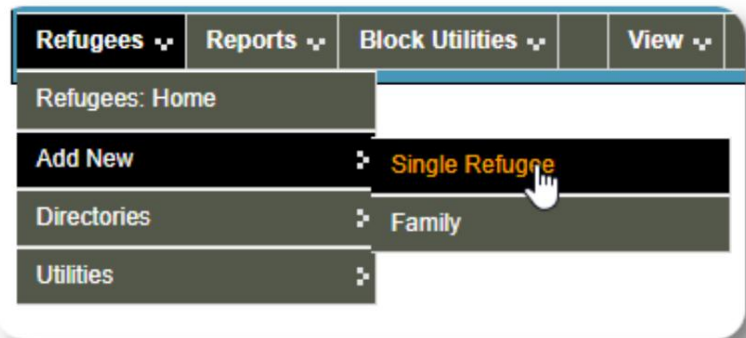 Refugees Reports Block Utilities View
Refugees: Home
Add New Single Refugee
Directories Family
Utilities